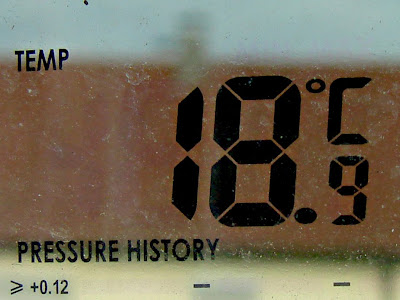 TEMP
18.9 °C
PRESSURE HISTORY
⩾ +0.12 – –